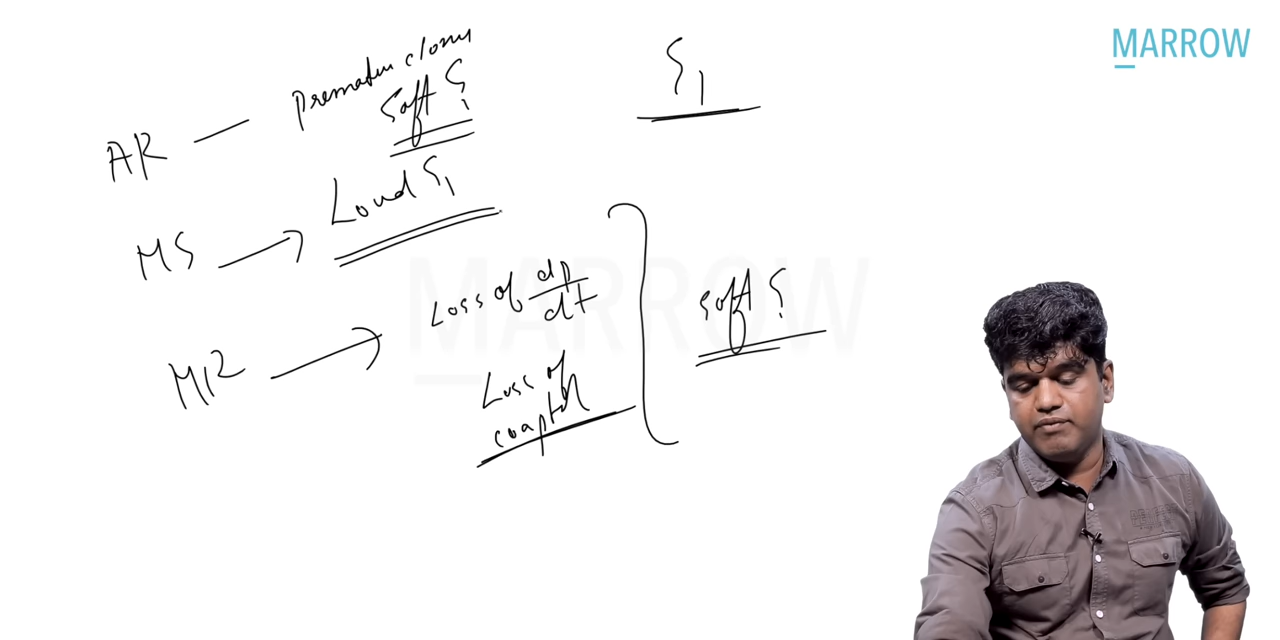 MARROW
S1
AR — premature closure
soft S1
MS → Loud S1
MR → Loss of dp/dt
Loss of
soft S1
MARROW